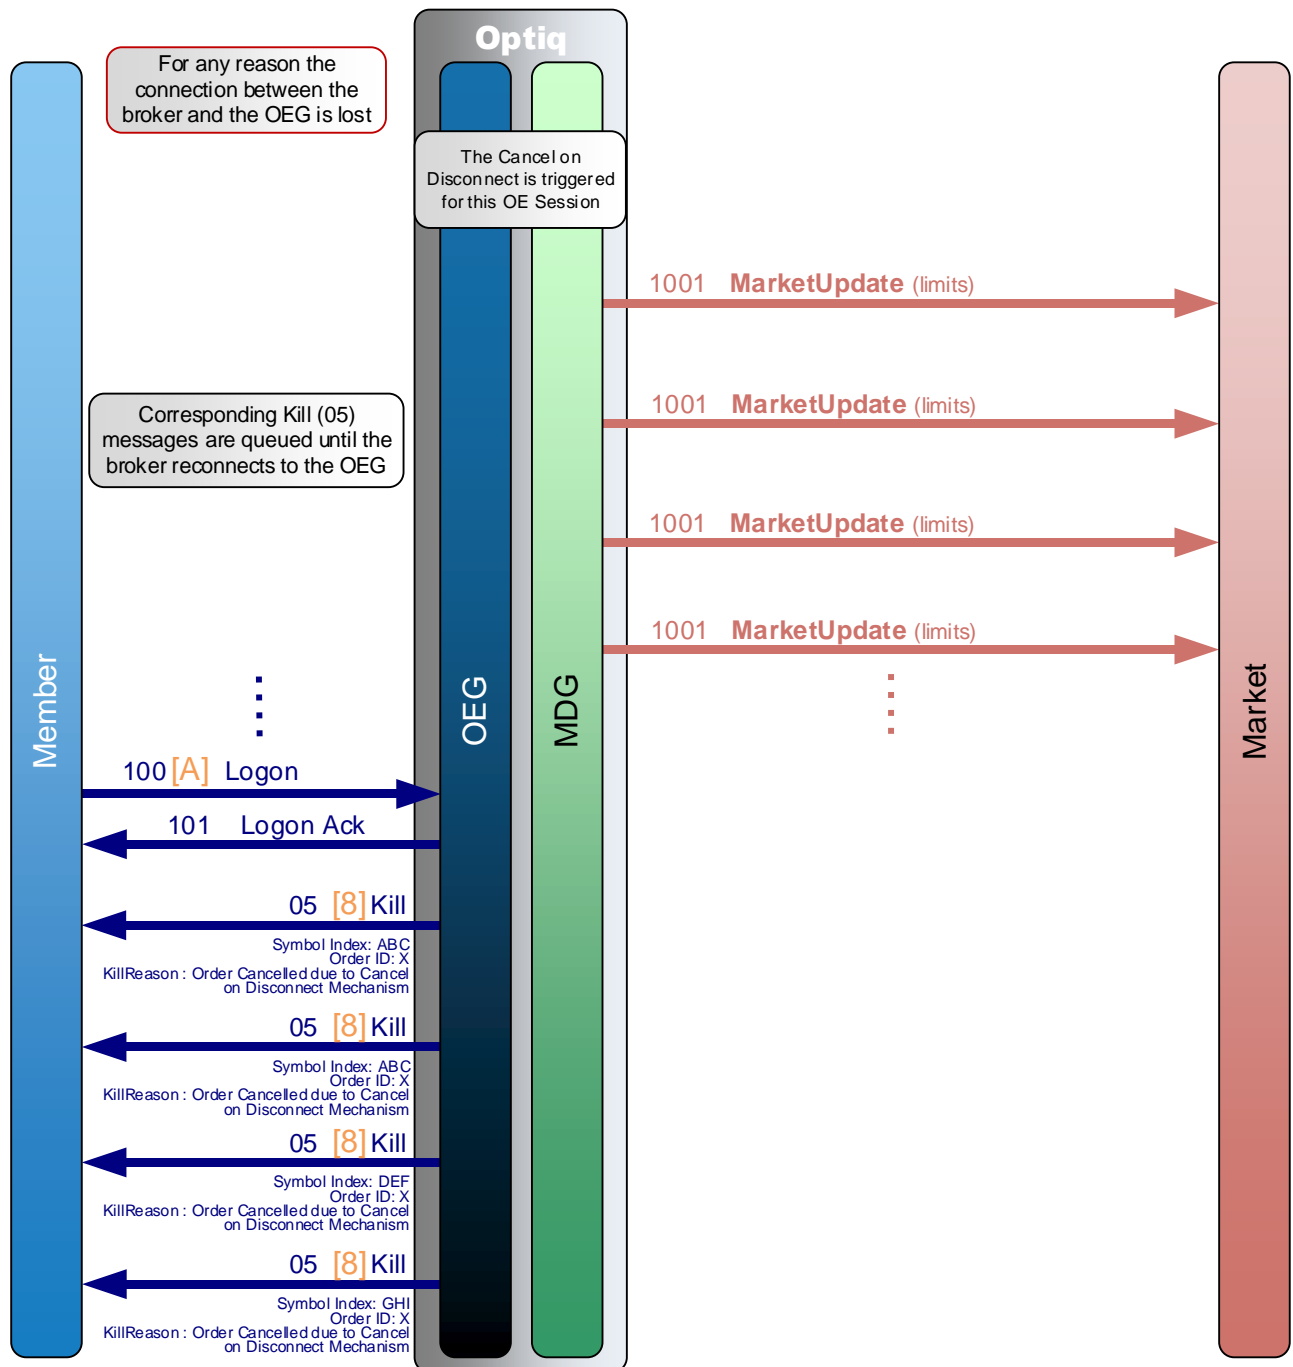 Optiq
For any reason the
connection between the
broker and the OEG is lost
The Cancel on
Disconnect is triggered
for this OE Session
1001 MarketUpdate (limits)
Corresponding Kill (05)
messages are queued until the
broker reconnects to the OEG
1001 MarketUpdate (limits)
1001 MarketUpdate (limits)
1001 MarketUpdate (limits)
Member
OEG
MDG
Market
100 [A] Logon
101 Logon Ack
05 [8] Kill
Symbol Index: ABC
Order ID: X
KillReason : Order Cancelled due to Cancel
on Disconnect Mechanism
05 [8] Kill
Symbol Index: ABC
Order ID: X
KillReason : Order Cancelled due to Cancel
on Disconnect Mechanism
05 [8] Kill
Symbol Index: DEF
Order ID: X
KillReason : Order Cancelled due to Cancel
on Disconnect Mechanism
05 [8] Kill
Symbol Index: GHI
Order ID: X
KillReason : Order Cancelled due to Cancel
on Disconnect Mechanism